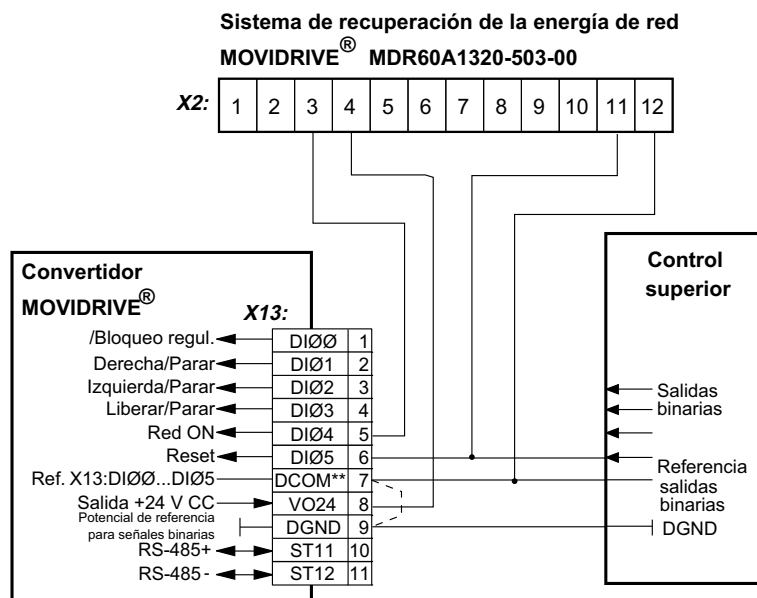 Sistema de recuperación de la energía de red
MOVIDRIVE® MDR60A1320-503-00
X2: 1 2 3 4 5 6 7 8 9 10 11 12
Convertidor
MOVIDRIVE®
X13:
Control
superior
/Bloqueo regul. DIØØ 1
Derecha/Parar DIØ1 2
Izquierda/Parar DIØ2 3
Liberar/Parar DIØ3 4
Red ON DIØ4 5
Reset DIØ5 6
Ref. X13:DIØØ...DIØ5 DCOM** 7
Salida +24 V CC VO24 8
Potencial de referencia
para señales binarias DGND 9
RS-485+ ST11 10
RS-485- ST12 11
Salidas
binarias
Referencia
salidas
binarias
DGND